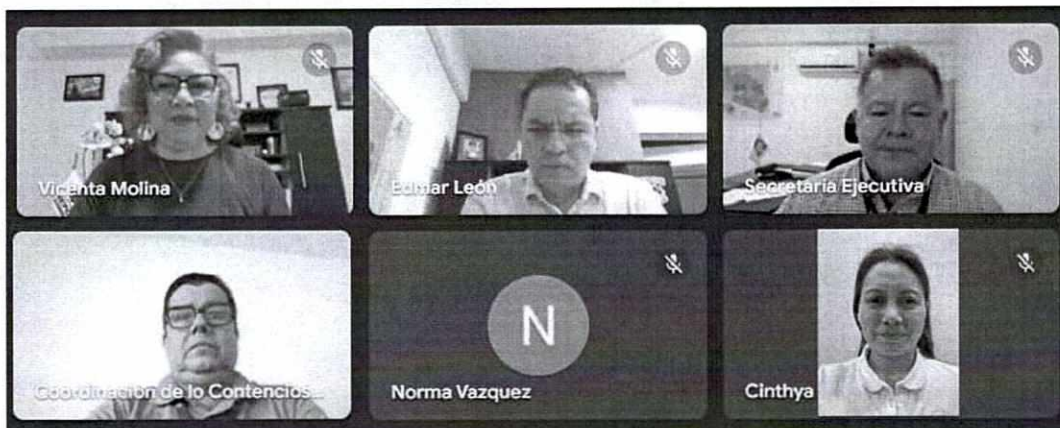 Vicenta Molina
Edmar León
Secretaria Ejecutiva
Coordinación de lo Contencios...
N
Norma Vazquez
Cinthya